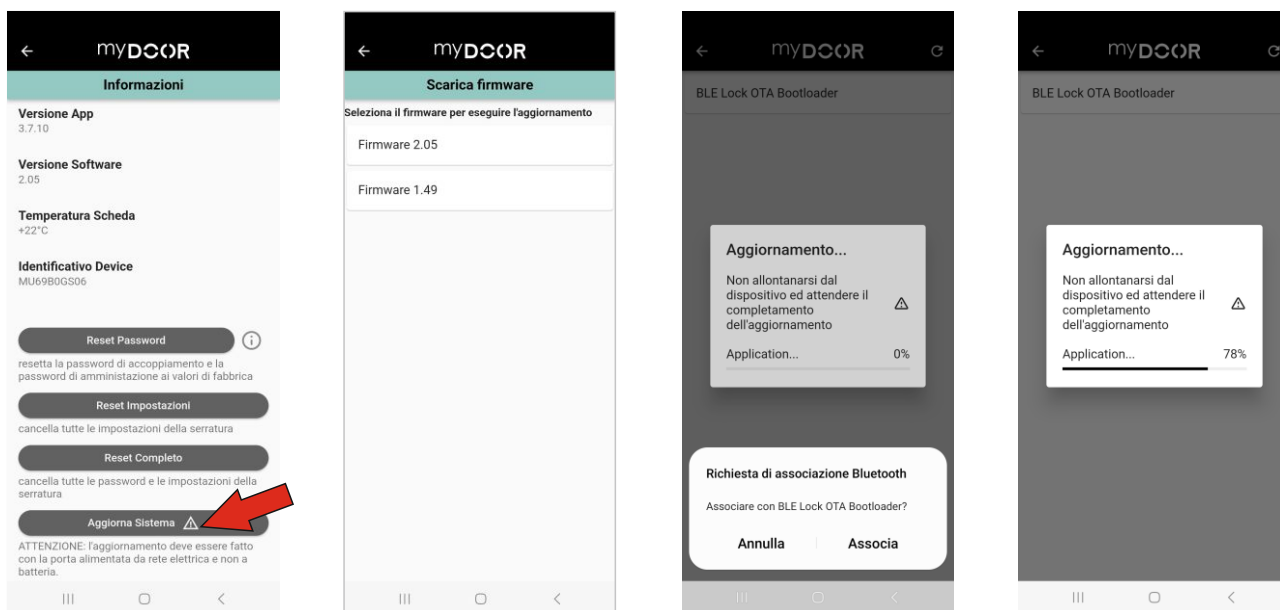 myDOOR
Informazioni
Versione App
3.7.10
Versione Software
2.05
Temperatura Scheda
+22°C
Identificativo Device
MU69B0GS06
Reset Password
resetta la password di accoppiamento e la
password di amministazione ai valori di fabbrica
Reset Impostazioni
cancella tutte le impostazioni della serratura
Reset Completo
cancella tutte le password e le impostazioni della
serratura
Aggiorna Sistema
ATTENZIONE: l'aggiornamento deve essere fatto
con la porta alimentata da rete elettrica e non a
batteria.
myDOOR
Scarica firmware
Seleziona il firmware per eseguire l'aggiornamento
Firmware 2.05
Firmware 1.49
myDOOR
BLE Lock OTA Bootloader
Aggiornamento...
Non allontanarsi dal
dispositivo ed attendere il
completamento
dell'aggiornamento
Application... 0%
Richiesta di associazione Bluetooth
Associare con BLE Lock OTA Bootloader?
Annulla Associa
myDOOR
BLE Lock OTA Bootloader
Aggiornamento...
Non allontanarsi dal
dispositivo ed attendere il
completamento
dell'aggiornamento
Application... 78%